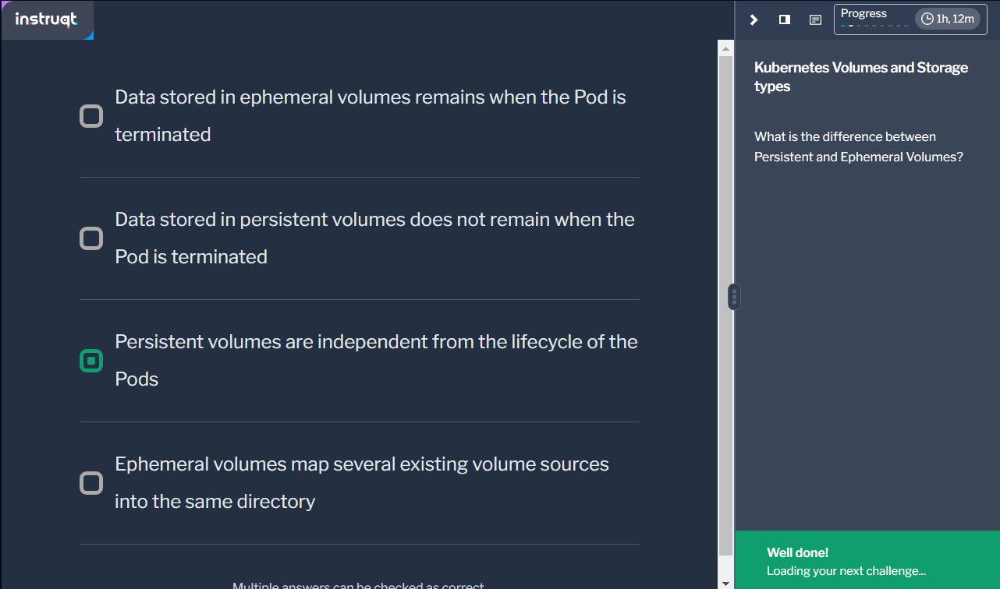 instruqt
Progress
1h, 12m
Data stored in ephemeral volumes remains when the Pod is
terminated
Data stored in persistent volumes does not remain when the
Pod is terminated
Persistent volumes are independent from the lifecycle of the
Pods
Ephemeral volumes map several existing volume sources
into the same directory
Multiple answers can be checked as correct
Kubernetes Volumes and Storage
types
What is the difference between
Persistent and Ephemeral Volumes?
Well done!
Loading your next challenge...